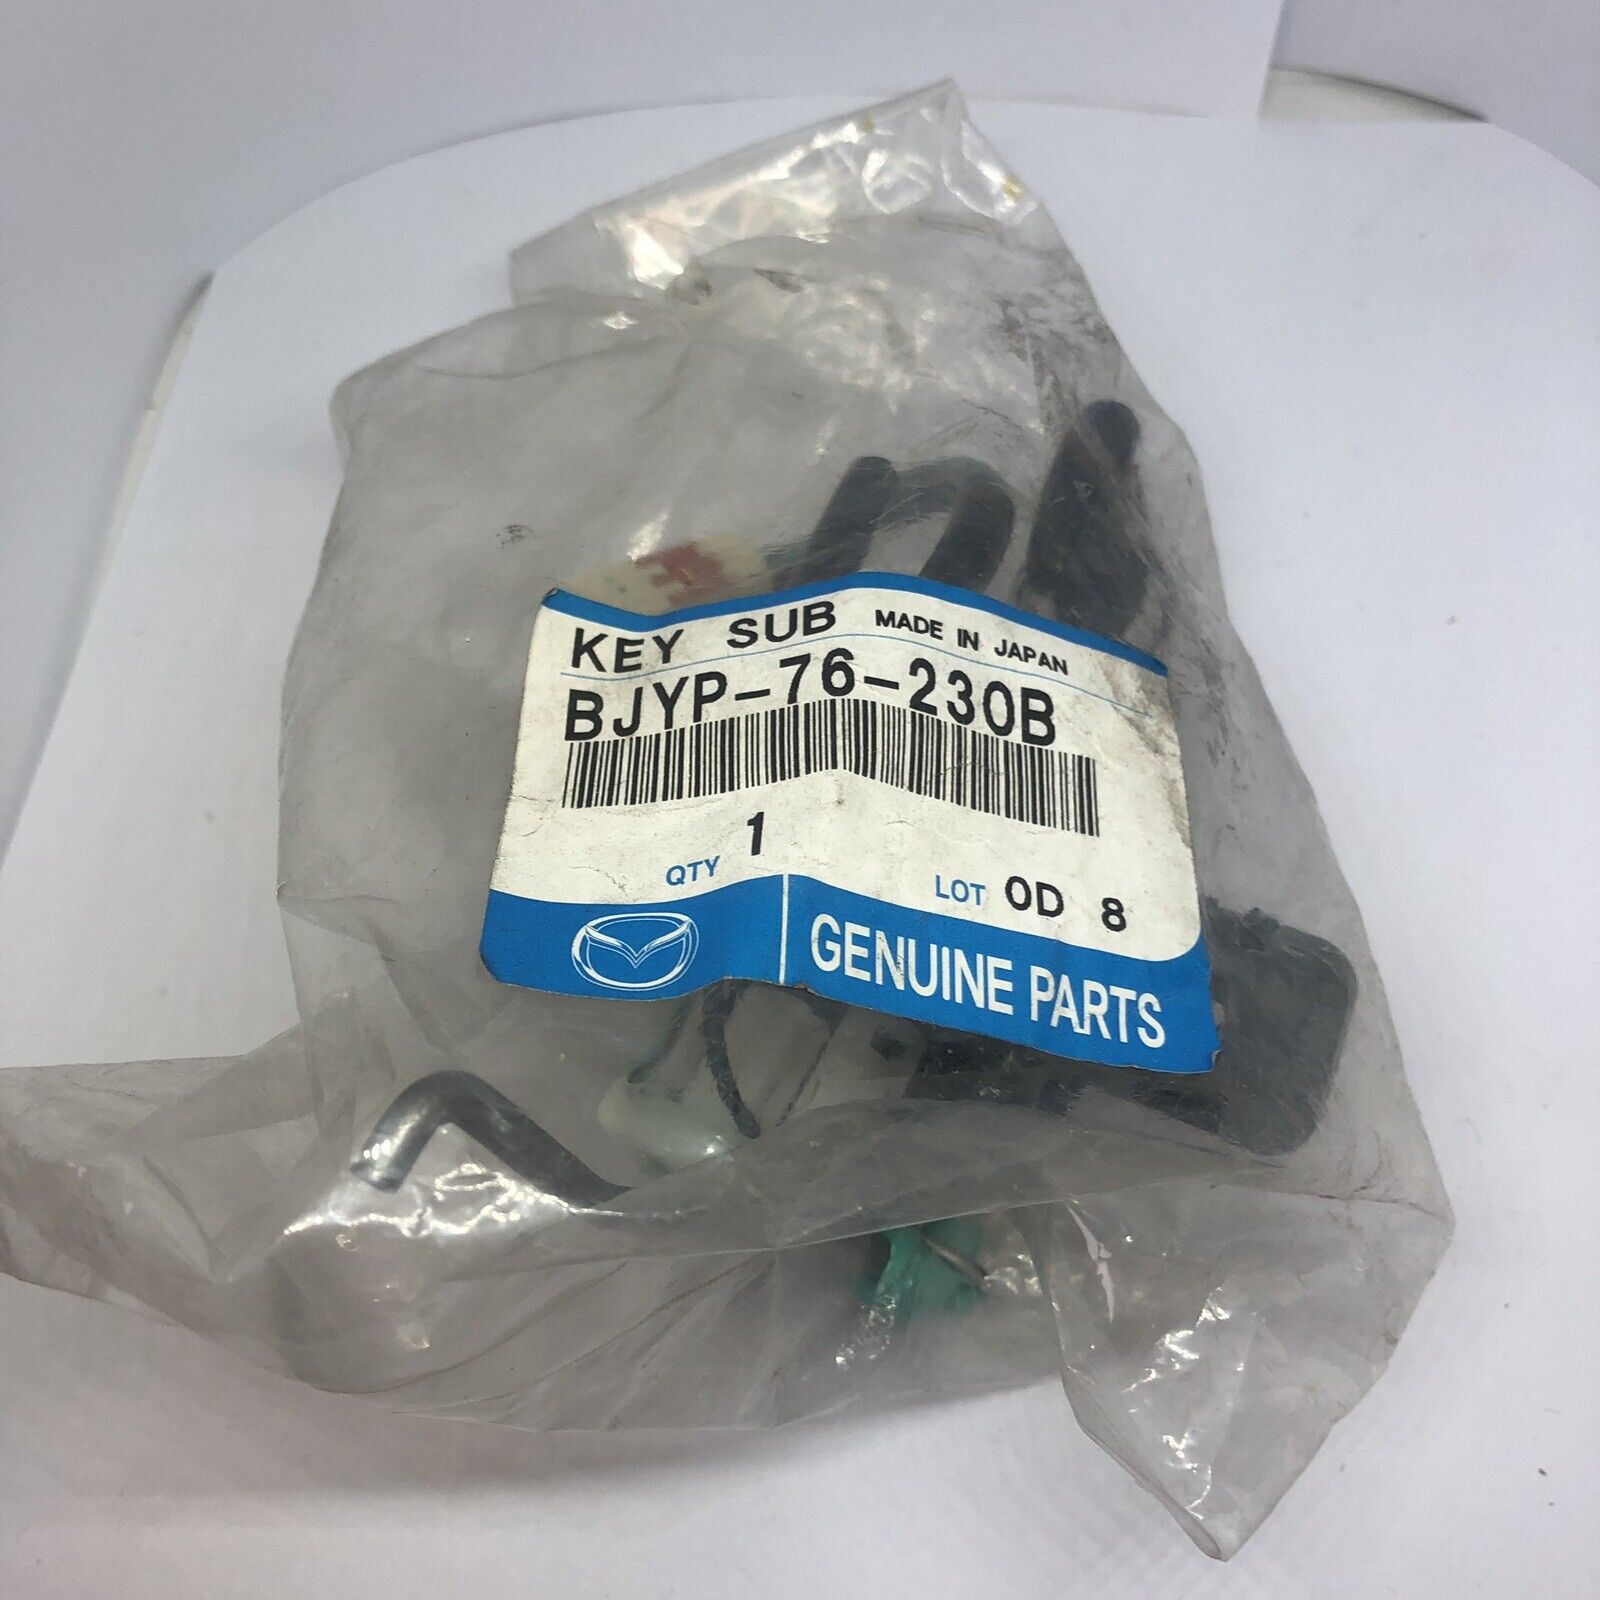 KEY SUB MADE IN JAPAN
BJYP-76-230B
QTY 1 LOT 0D 8
GENUINE PARTS